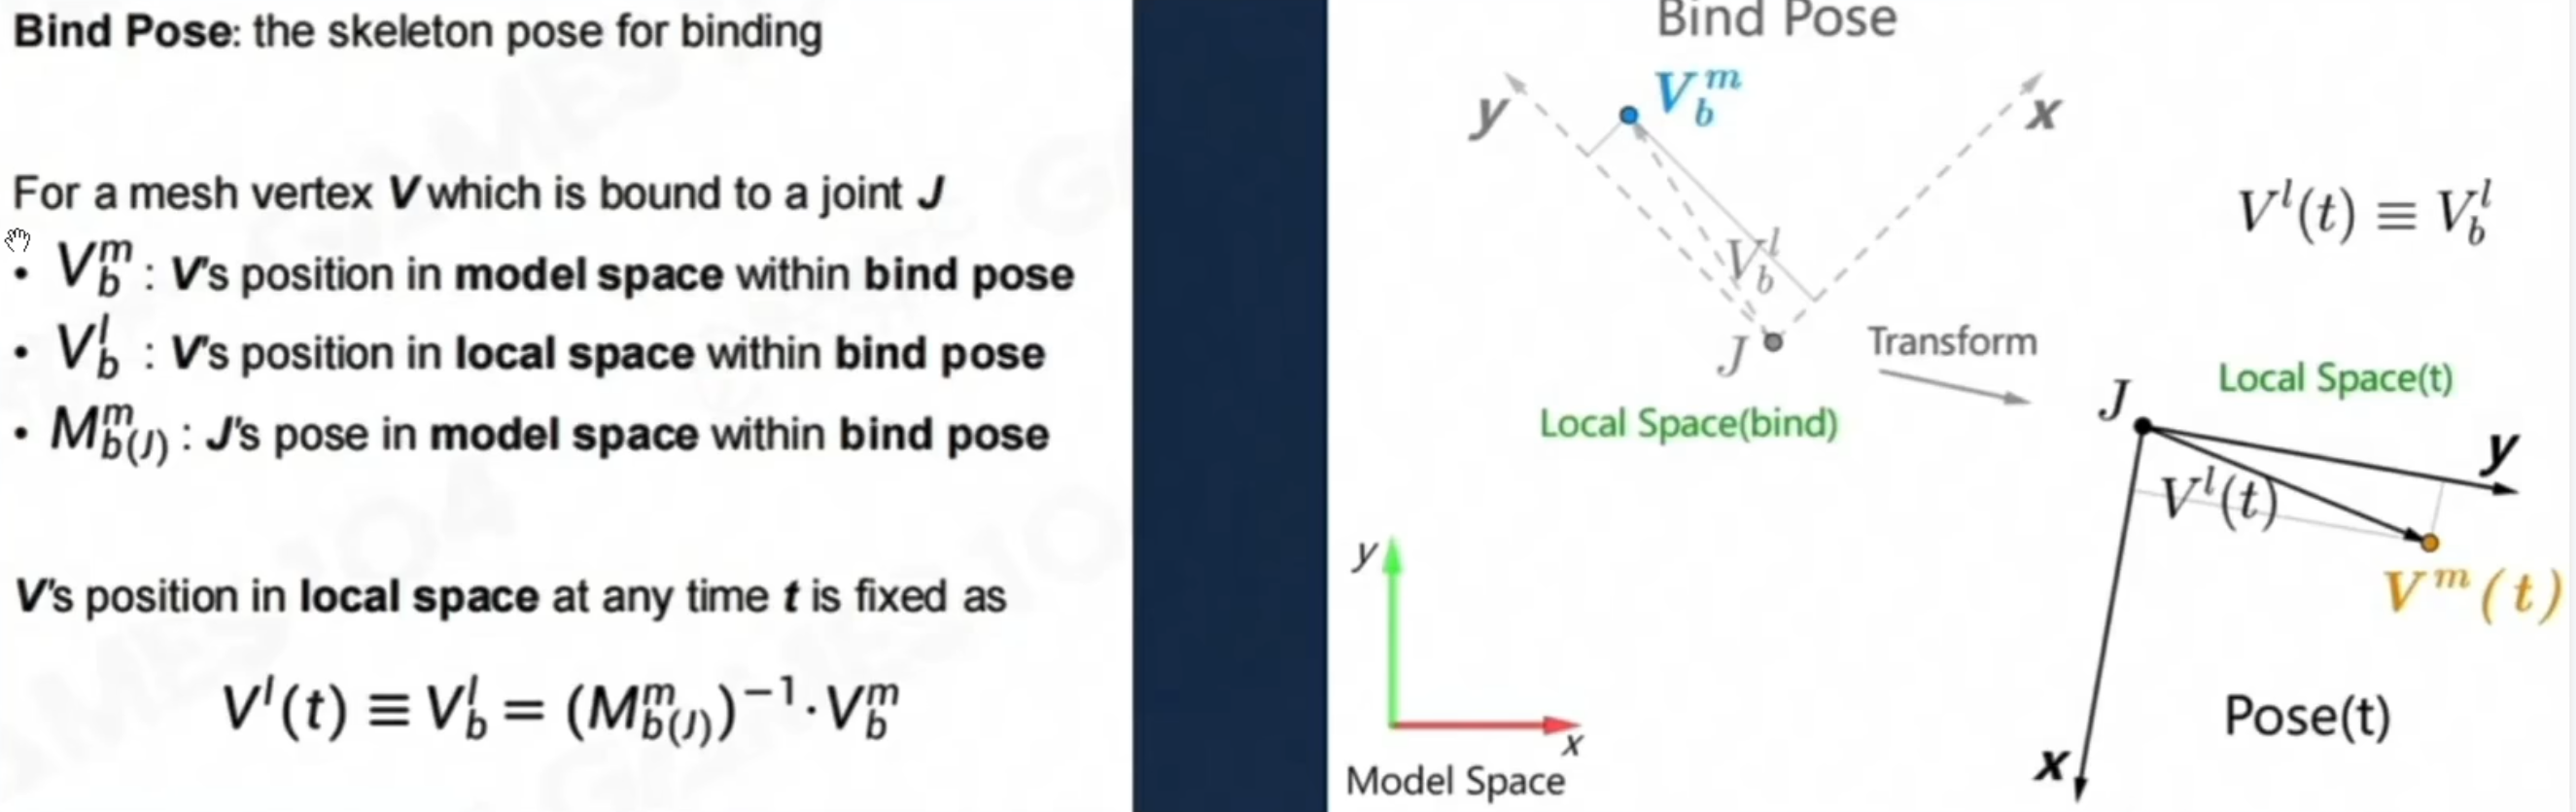 Bind Pose: the skeleton pose for binding
For a mesh vertex V which is bound to a joint J
• V_b^m : V's position in model space within bind pose
• V_b^l : V's position in local space within bind pose
• M_{b(J)}^m : J's pose in model space within bind pose
V's position in local space at any time t is fixed as
V^l(t) ≡ V_b^l = (M_{b(J)}^m)^{-1} · V_b^m
Bind Pose
V_b^m
y
x
V_b^l
J
Local Space(bind)
Transform
V^l(t) ≡ V_b^l
Local Space(t)
J
y
V^l(t)
V^m(t)
x
Pose(t)
y
x
Model Space